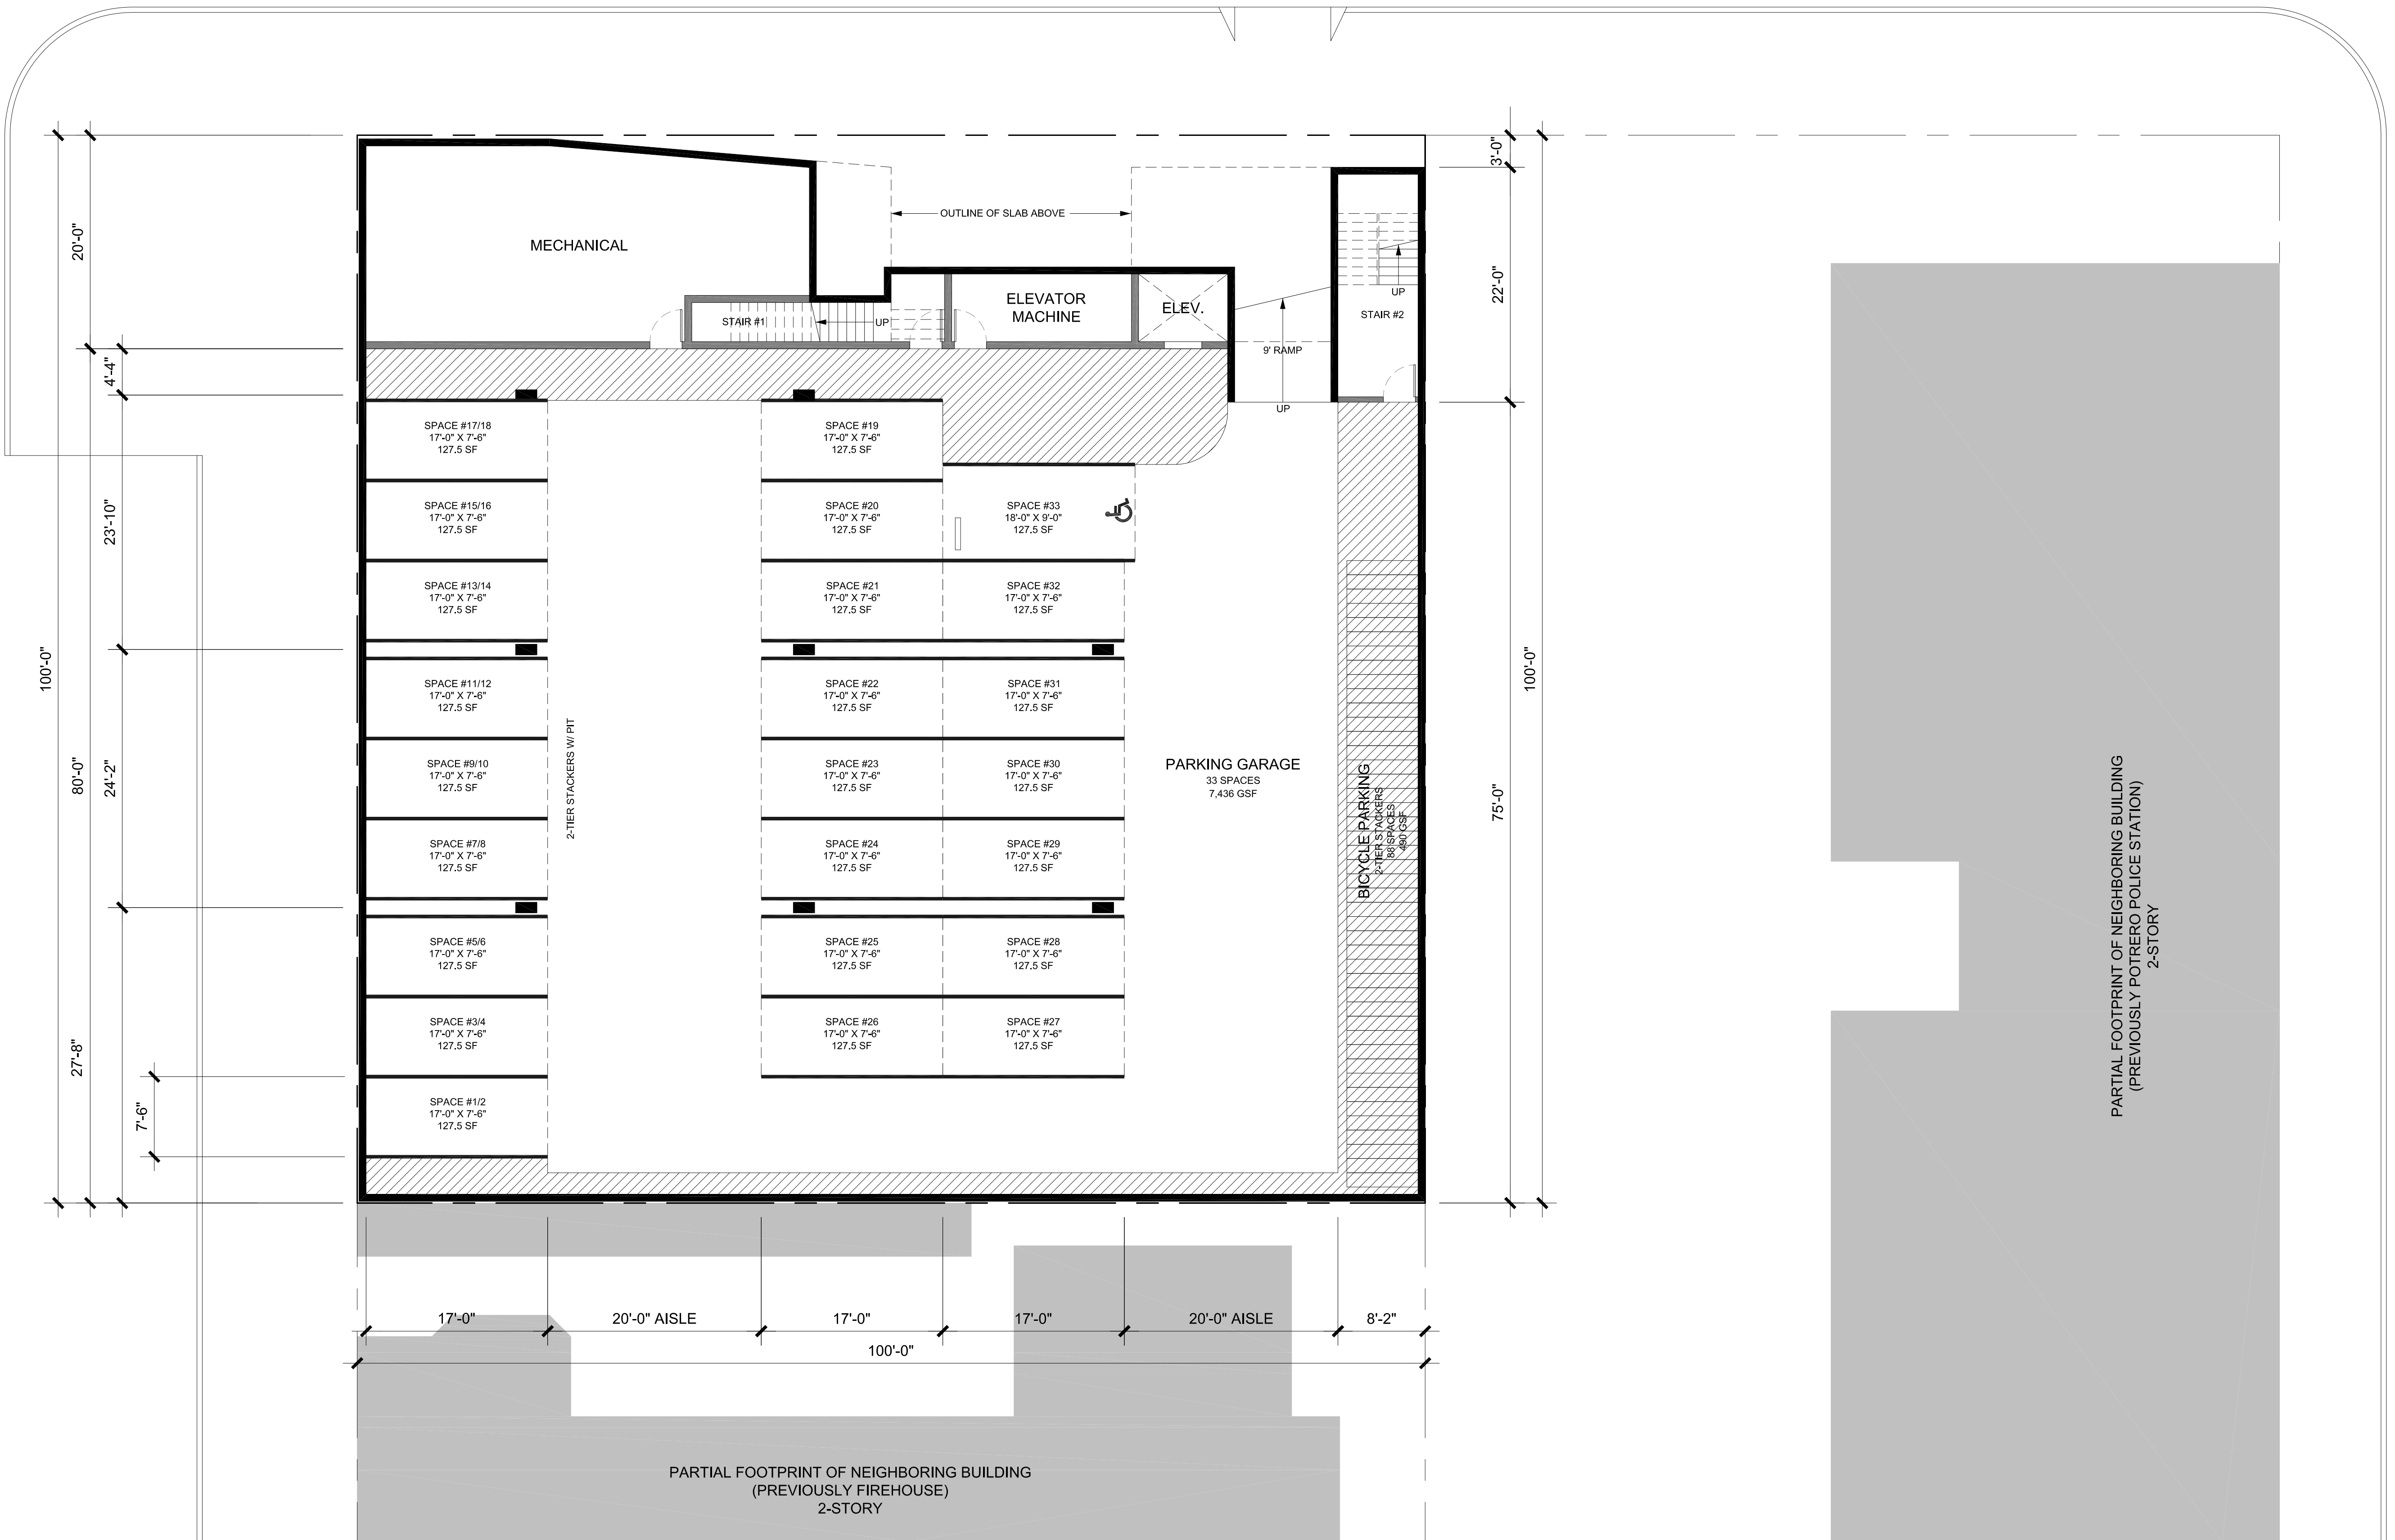 3'-0"
OUTLINE OF SLAB ABOVE
20'-0"
MECHANICAL
22'-0"
ELEVATOR
MACHINE
ELEV.
UP
STAIR #1
UP
STAIR #2
9' RAMP
UP
4'-4"
SPACE #17/18
17'-0" X 7'-6"
127.5 SF
SPACE #19
17'-0" X 7'-6"
127.5 SF
23'-10"
SPACE #15/16
17'-0" X 7'-6"
127.5 SF
SPACE #20
17'-0" X 7'-6"
127.5 SF
SPACE #33
18'-0" X 9'-0"
127.5 SF
SPACE #13/14
17'-0" X 7'-6"
127.5 SF
SPACE #21
17'-0" X 7'-6"
127.5 SF
SPACE #32
17'-0" X 7'-6"
127.5 SF
100'-0"
100'-0"
SPACE #11/12
17'-0" X 7'-6"
127.5 SF
SPACE #22
17'-0" X 7'-6"
127.5 SF
SPACE #31
17'-0" X 7'-6"
127.5 SF
80'-0"
24'-2"
SPACE #9/10
17'-0" X 7'-6"
127.5 SF
2-TIER STACKERS W/ PIT
SPACE #23
17'-0" X 7'-6"
127.5 SF
SPACE #30
17'-0" X 7'-6"
127.5 SF
PARKING GARAGE
33 SPACES
7,436 GSF
BICYCLE PARKING
2-TIER STACKERS
88 SPACES
490 GSF
75'-0"
SPACE #7/8
17'-0" X 7'-6"
127.5 SF
SPACE #24
17'-0" X 7'-6"
127.5 SF
SPACE #29
17'-0" X 7'-6"
127.5 SF
SPACE #5/6
17'-0" X 7'-6"
127.5 SF
SPACE #25
17'-0" X 7'-6"
127.5 SF
SPACE #28
17'-0" X 7'-6"
127.5 SF
27'-8"
SPACE #3/4
17'-0" X 7'-6"
127.5 SF
SPACE #26
17'-0" X 7'-6"
127.5 SF
SPACE #27
17'-0" X 7'-6"
127.5 SF
7'-6"
SPACE #1/2
17'-0" X 7'-6"
127.5 SF
PARTIAL FOOTPRINT OF NEIGHBORING BUILDING
(PREVIOUSLY POTRERO POLICE STATION)
2-STORY
17'-0"
20'-0" AISLE
17'-0"
17'-0"
20'-0" AISLE
8'-2"
100'-0"
PARTIAL FOOTPRINT OF NEIGHBORING BUILDING
(PREVIOUSLY FIREHOUSE)
2-STORY